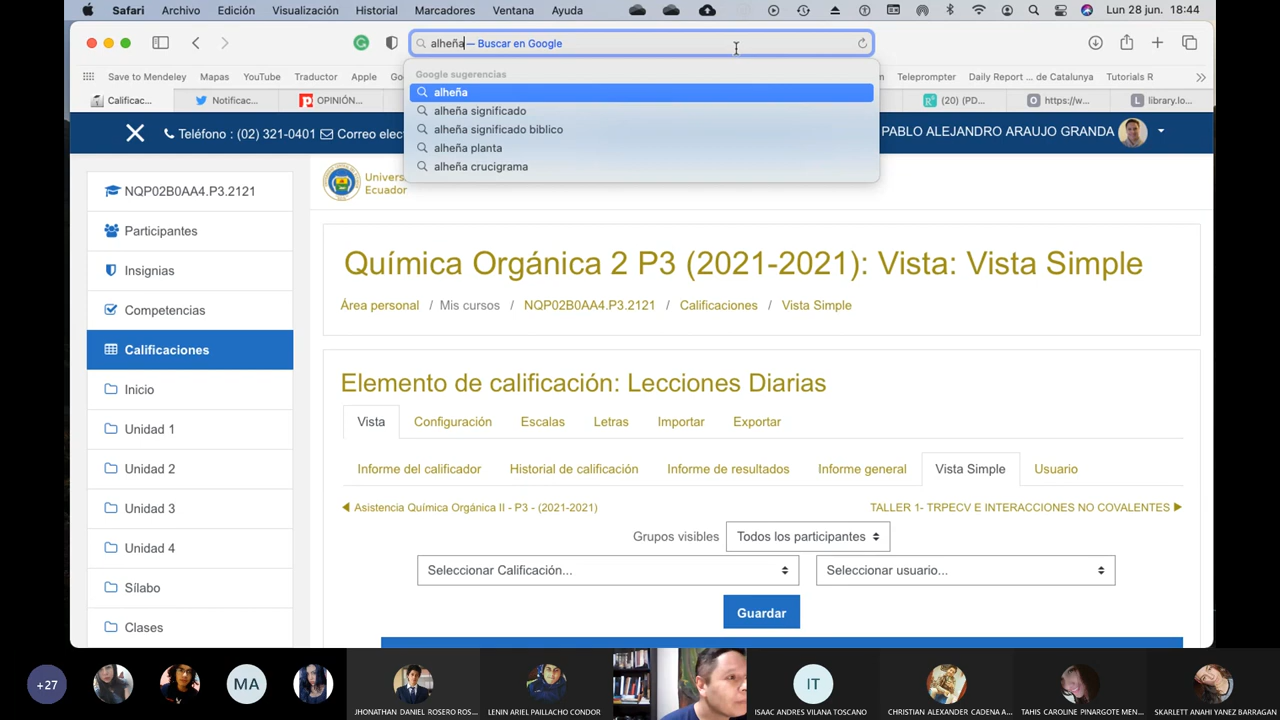 Safari Archivo Edición Visualización Historial Marcadores Ventana Ayuda Lun 28 jun. 18:44
alheña — Buscar en Google
Save to Mendeley Mapas YouTube Traductor Apple Teleprompter Daily Report ... de Catalunya Tutorials R
Google sugerencias
alheña
alheña significado
alheña significado biblico
alheña planta
alheña crucigrama
Calificac... Notificac... OPINIÓN... (20) (PD... https://w... library.lo...
Teléfono : (02) 321-0401 Correo elec PABLO ALEJANDRO ARAUJO GRANDA
NQP02B0AA4.P3.2121
Participantes
Insignias
Competencias
Calificaciones
Inicio
Unidad 1
Unidad 2
Unidad 3
Unidad 4
Sílabo
Clases
Univers
Ecuador
Química Orgánica 2 P3 (2021-2021): Vista: Vista Simple
Área personal / Mis cursos / NQP02B0AA4.P3.2121 / Calificaciones / Vista Simple
Elemento de calificación: Lecciones Diarias
Vista Configuración Escalas Letras Importar Exportar
Informe del calificador Historial de calificación Informe de resultados Informe general Vista Simple Usuario
Asistencia Química Orgánica II - P3 - (2021-2021) TALLER 1- TRPECV E INTERACCIONES NO COVALENTES
Grupos visibles Todos los participantes
Seleccionar Calificación... Seleccionar usuario...
Guardar
+27 MA IT
JHONATHAN DANIEL ROSERO ROS... LENIN ARIEL PAILLACHO CONDOR ISAAC ANDRES VILANA TOSCANO CHRISTIAN ALEXANDER CADENA A... TAHIS CAROLINE PINARGOTE MEN... SKARLETT ANAHI YANEZ BARRAGAN